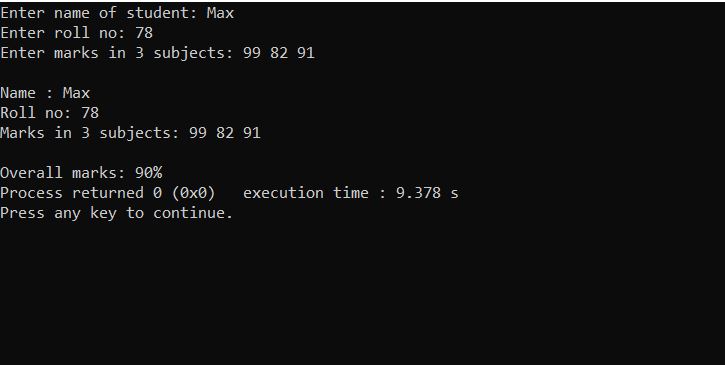 Enter name of student: Max
Enter roll no: 78
Enter marks in 3 subjects: 99 82 91

Name : Max
Roll no: 78
Marks in 3 subjects: 99 82 91

Overall marks: 90%
Process returned 0 (0x0)   execution time : 9.378 s
Press any key to continue.